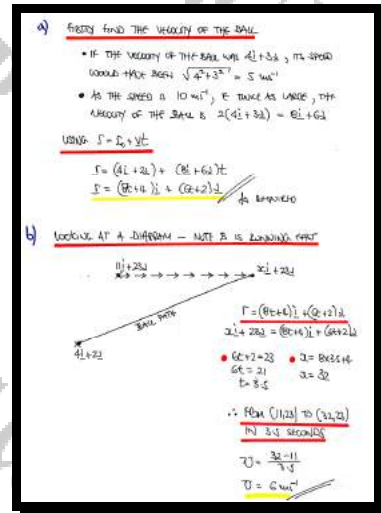 a) FIRSTLY FIND THE VELOCITY OF THE BALL
• IF THE VELOCITY OF THE BALL WAS 4i+3j, ITS SPEED
WOULD HAVE BEEN √(4²+3²) = 5 ms⁻¹
• AS THE SPEED IS 10 ms⁻¹, IE TWICE AS LARGE, THE
VELOCITY OF THE BALL IS 2(4i+3j) = 8i+6j
USING r = r₀ + vt
r = (4i+2j) + (8i+6j)t
r = (8t+4)i + (6t+2)j
AS REQUIRED
b) LOOKING AT A DIAGRAM — NOTE B IS RUNNING EAST
11i+23j
xi+23j
BALL PATH
4i+2j
r = (8t+4)i + (6t+2)j
xi + 23j = (8t+4)i + (6t+2)j
• 6t+2=23
6t = 21
t = 3.5
• x = 8x3.5+4
x = 32
∴ FROM (11,23) TO (32,23)
IN 3.5 SECONDS
v = (32-11)/3.5
v = 6 ms⁻¹